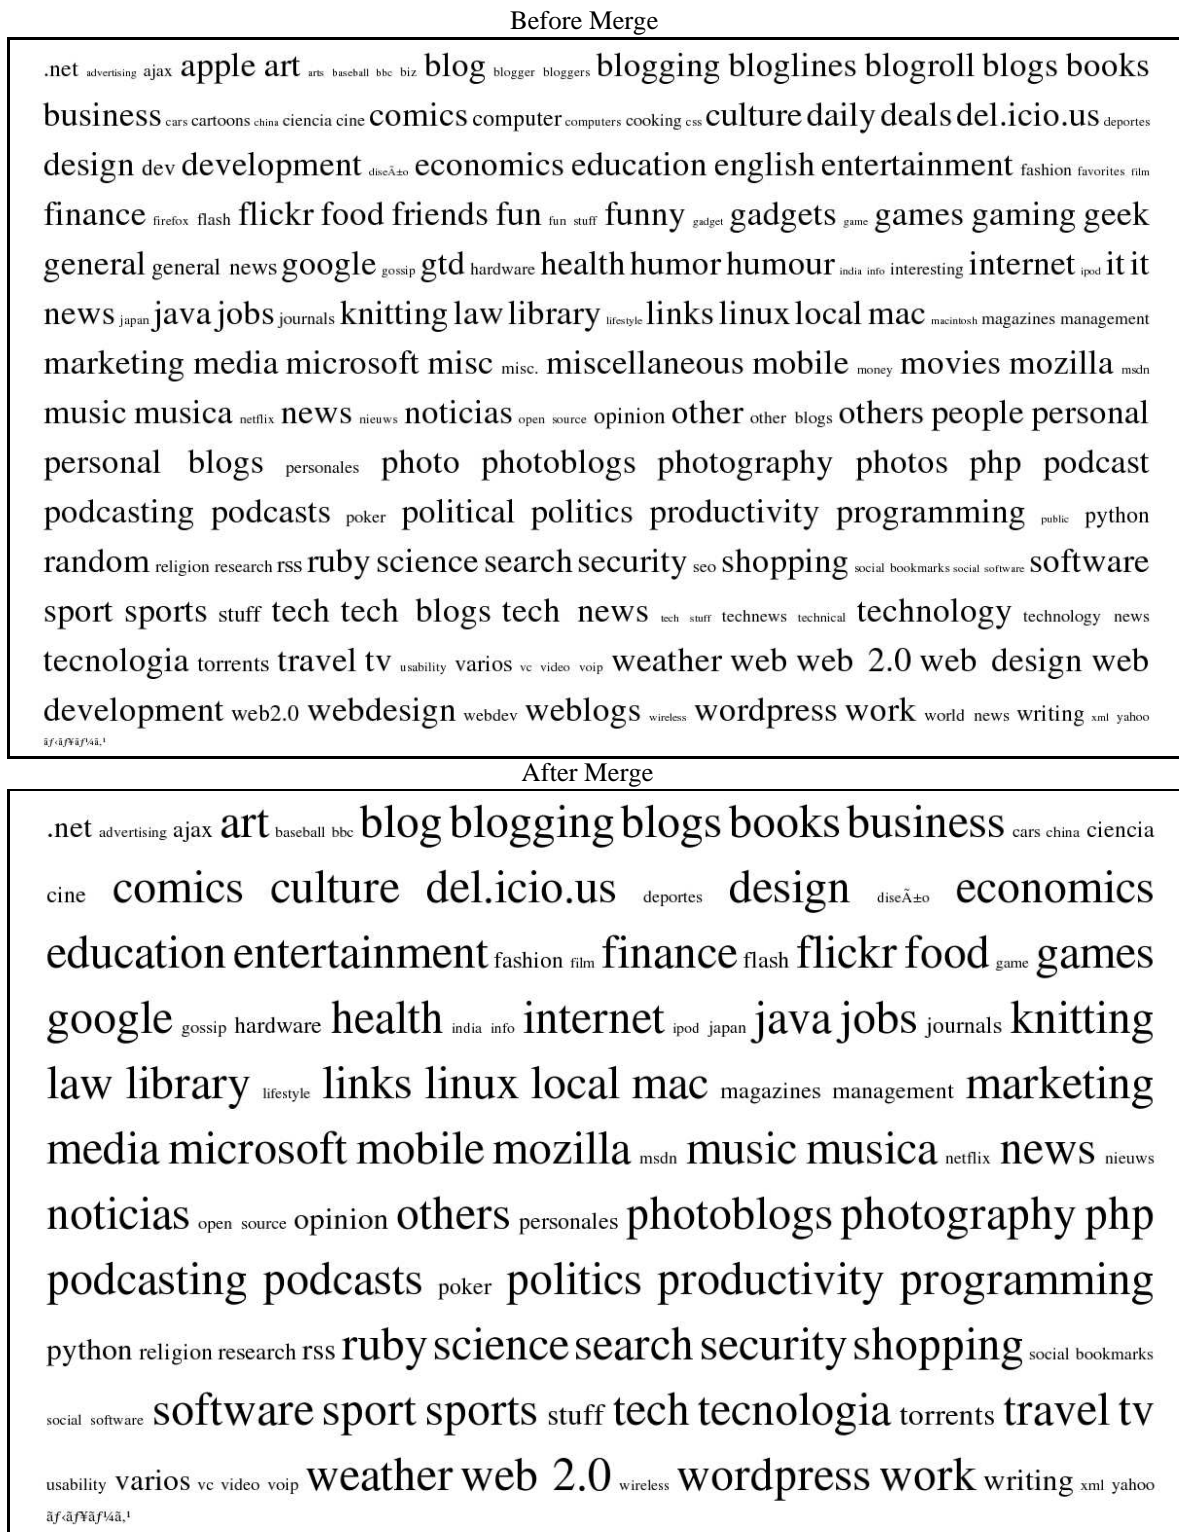 Before Merge
.net advertising ajax apple art arts baseball bbc biz blog blogger bloggers blogging bloglines blogroll blogs books
business cars cartoons china ciencia cine comics computer computers cooking css culture daily deals del.icio.us deportes
design dev development diseÃ±o economics education english entertainment fashion favorites film
finance firefox flash flickr food friends fun fun stuff funny gadget gadgets game games gaming geek
general general news google gossip gtd hardware health humor humour india info interesting internet ipod it it
news japan java jobs journals knitting law library lifestyle links linux local mac macintosh magazines management
marketing media microsoft misc misc. miscellaneous mobile money movies mozilla msdn
music musica netflix news nieuws noticias open source opinion other other blogs others people personal
personal blogs personales photo photoblogs photography photos php podcast
podcasting podcasts poker political politics productivity programming public python
random religion research rss ruby science search security seo shopping social bookmarks social software software
sport sports stuff tech tech blogs tech news tech stuff technews technical technology technology news
tecnologia torrents travel tv usability varios vc video voip weather web web 2.0 web design web
development web2.0 webdesign webdev weblogs wireless wordpress work world news writing xml yahoo
ãƒ‹ãƒ¥ãƒ¼ã‚¹
After Merge
.net advertising ajax art baseball bbc blog blogging blogs books business cars china ciencia
cine comics culture del.icio.us deportes design diseÃ±o economics
education entertainment fashion film finance flash flickr food game games
google gossip hardware health india info internet ipod japan java jobs journals knitting
law library lifestyle links linux local mac magazines management marketing
media microsoft mobile mozilla msdn music musica netflix news nieuws
noticias open source opinion others personales photoblogs photography php
podcasting podcasts poker politics productivity programming
python religion research rss ruby science search security shopping social bookmarks
social software software sport sports stuff tech tecnologia torrents travel tv
usability varios vc video voip weather web 2.0 wireless wordpress work writing xml yahoo
ãƒ‹ãƒ¥ãƒ¼ã‚¹